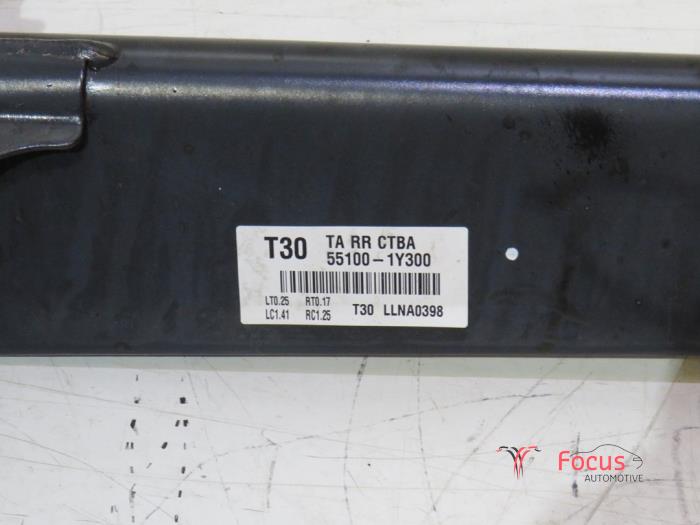 T30 TA RR CTBA
55100-1Y300
LT0.25 RT0.17
LC1.41 RC1.25 T30 LLNA0398
Focus
AUTOMOTIVE